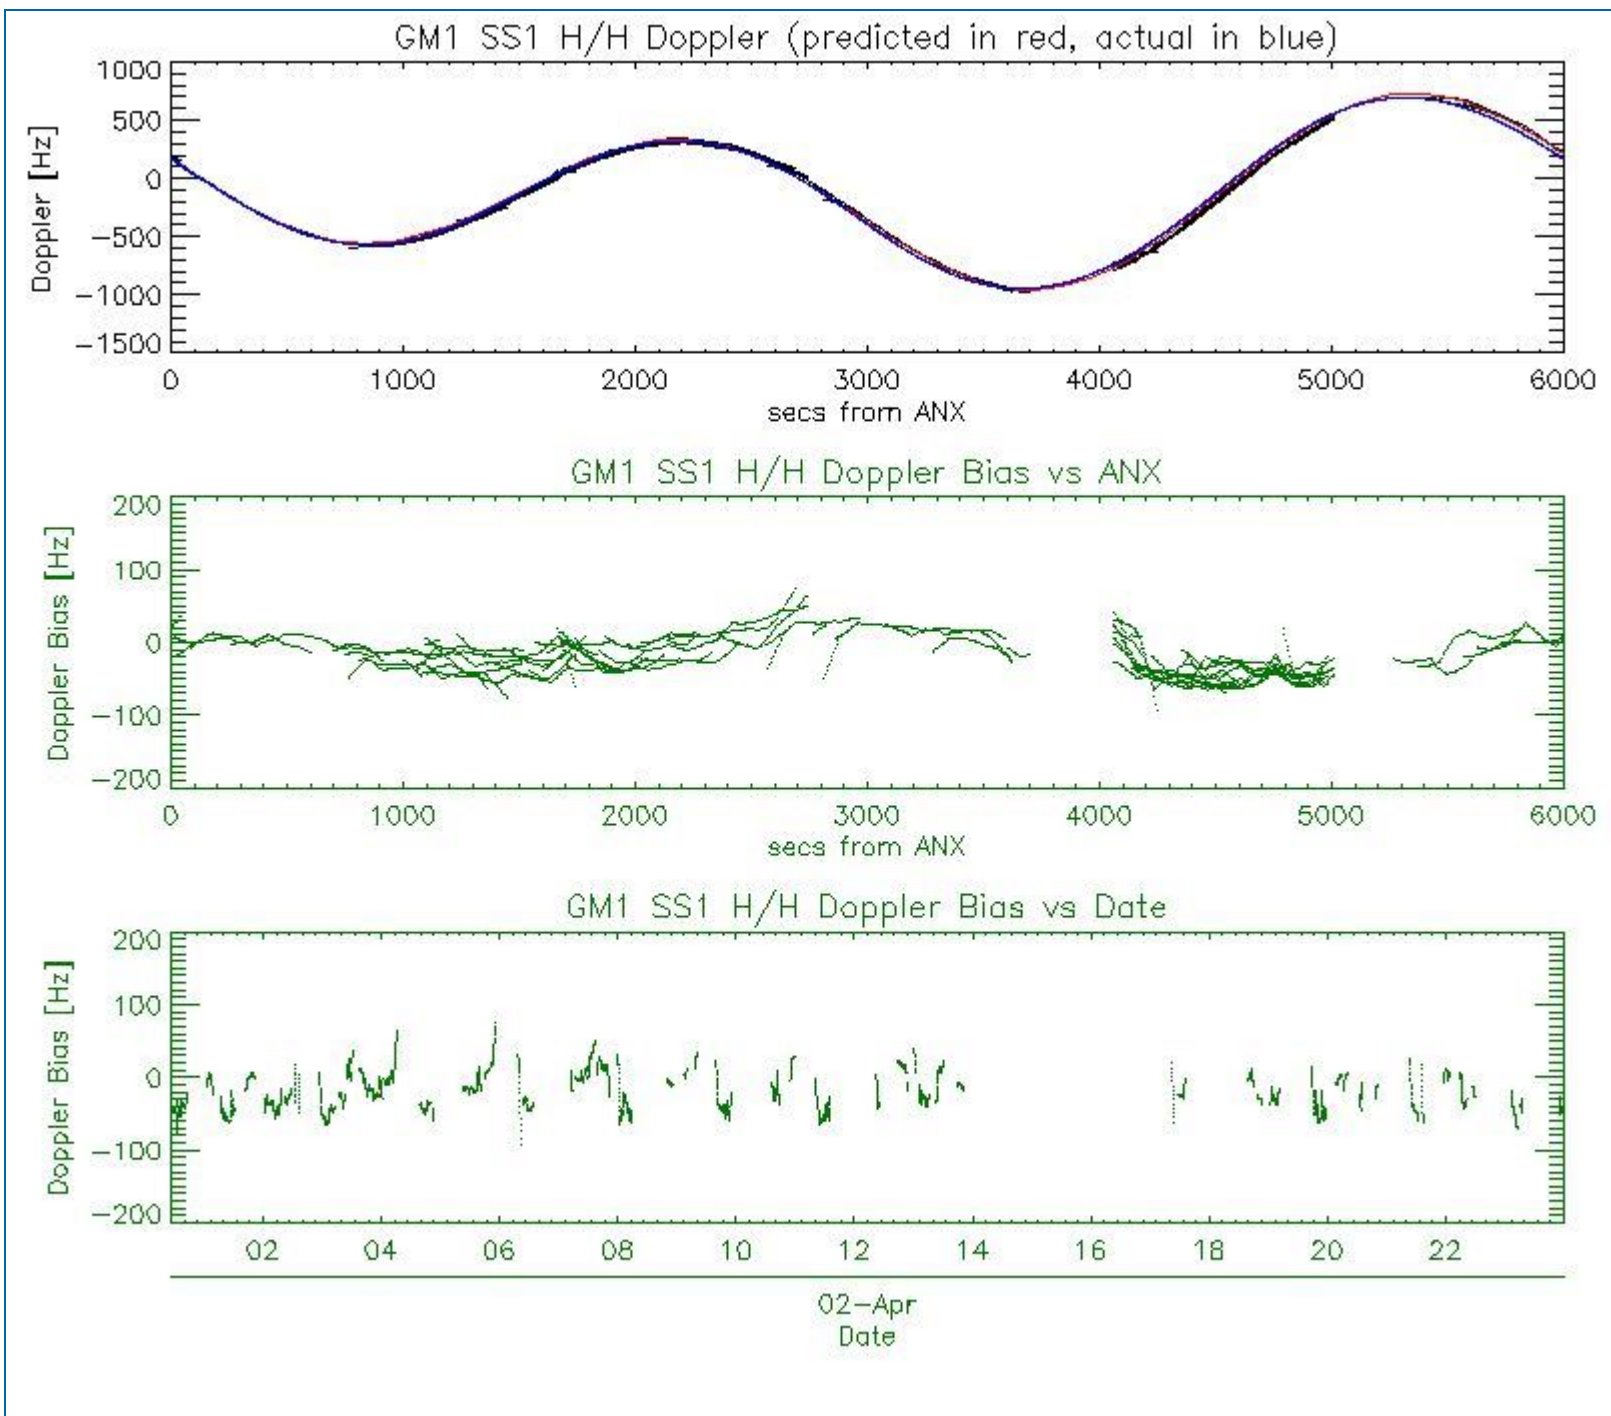 GM1 SS1 H/H Doppler (predicted in red, actual in blue)
1000
500
0
−500
−1000
−1500
Doppler [Hz]
0 1000 2000 3000 4000 5000 6000
secs from ANX
GM1 SS1 H/H Doppler Bias vs ANX
200
100
0
−100
−200
Doppler Bias [Hz]
0 1000 2000 3000 4000 5000 6000
secs from ANX
GM1 SS1 H/H Doppler Bias vs Date
200
100
0
−100
−200
Doppler Bias [Hz]
02 04 06 08 10 12 14 16 18 20 22
02−Apr
Date